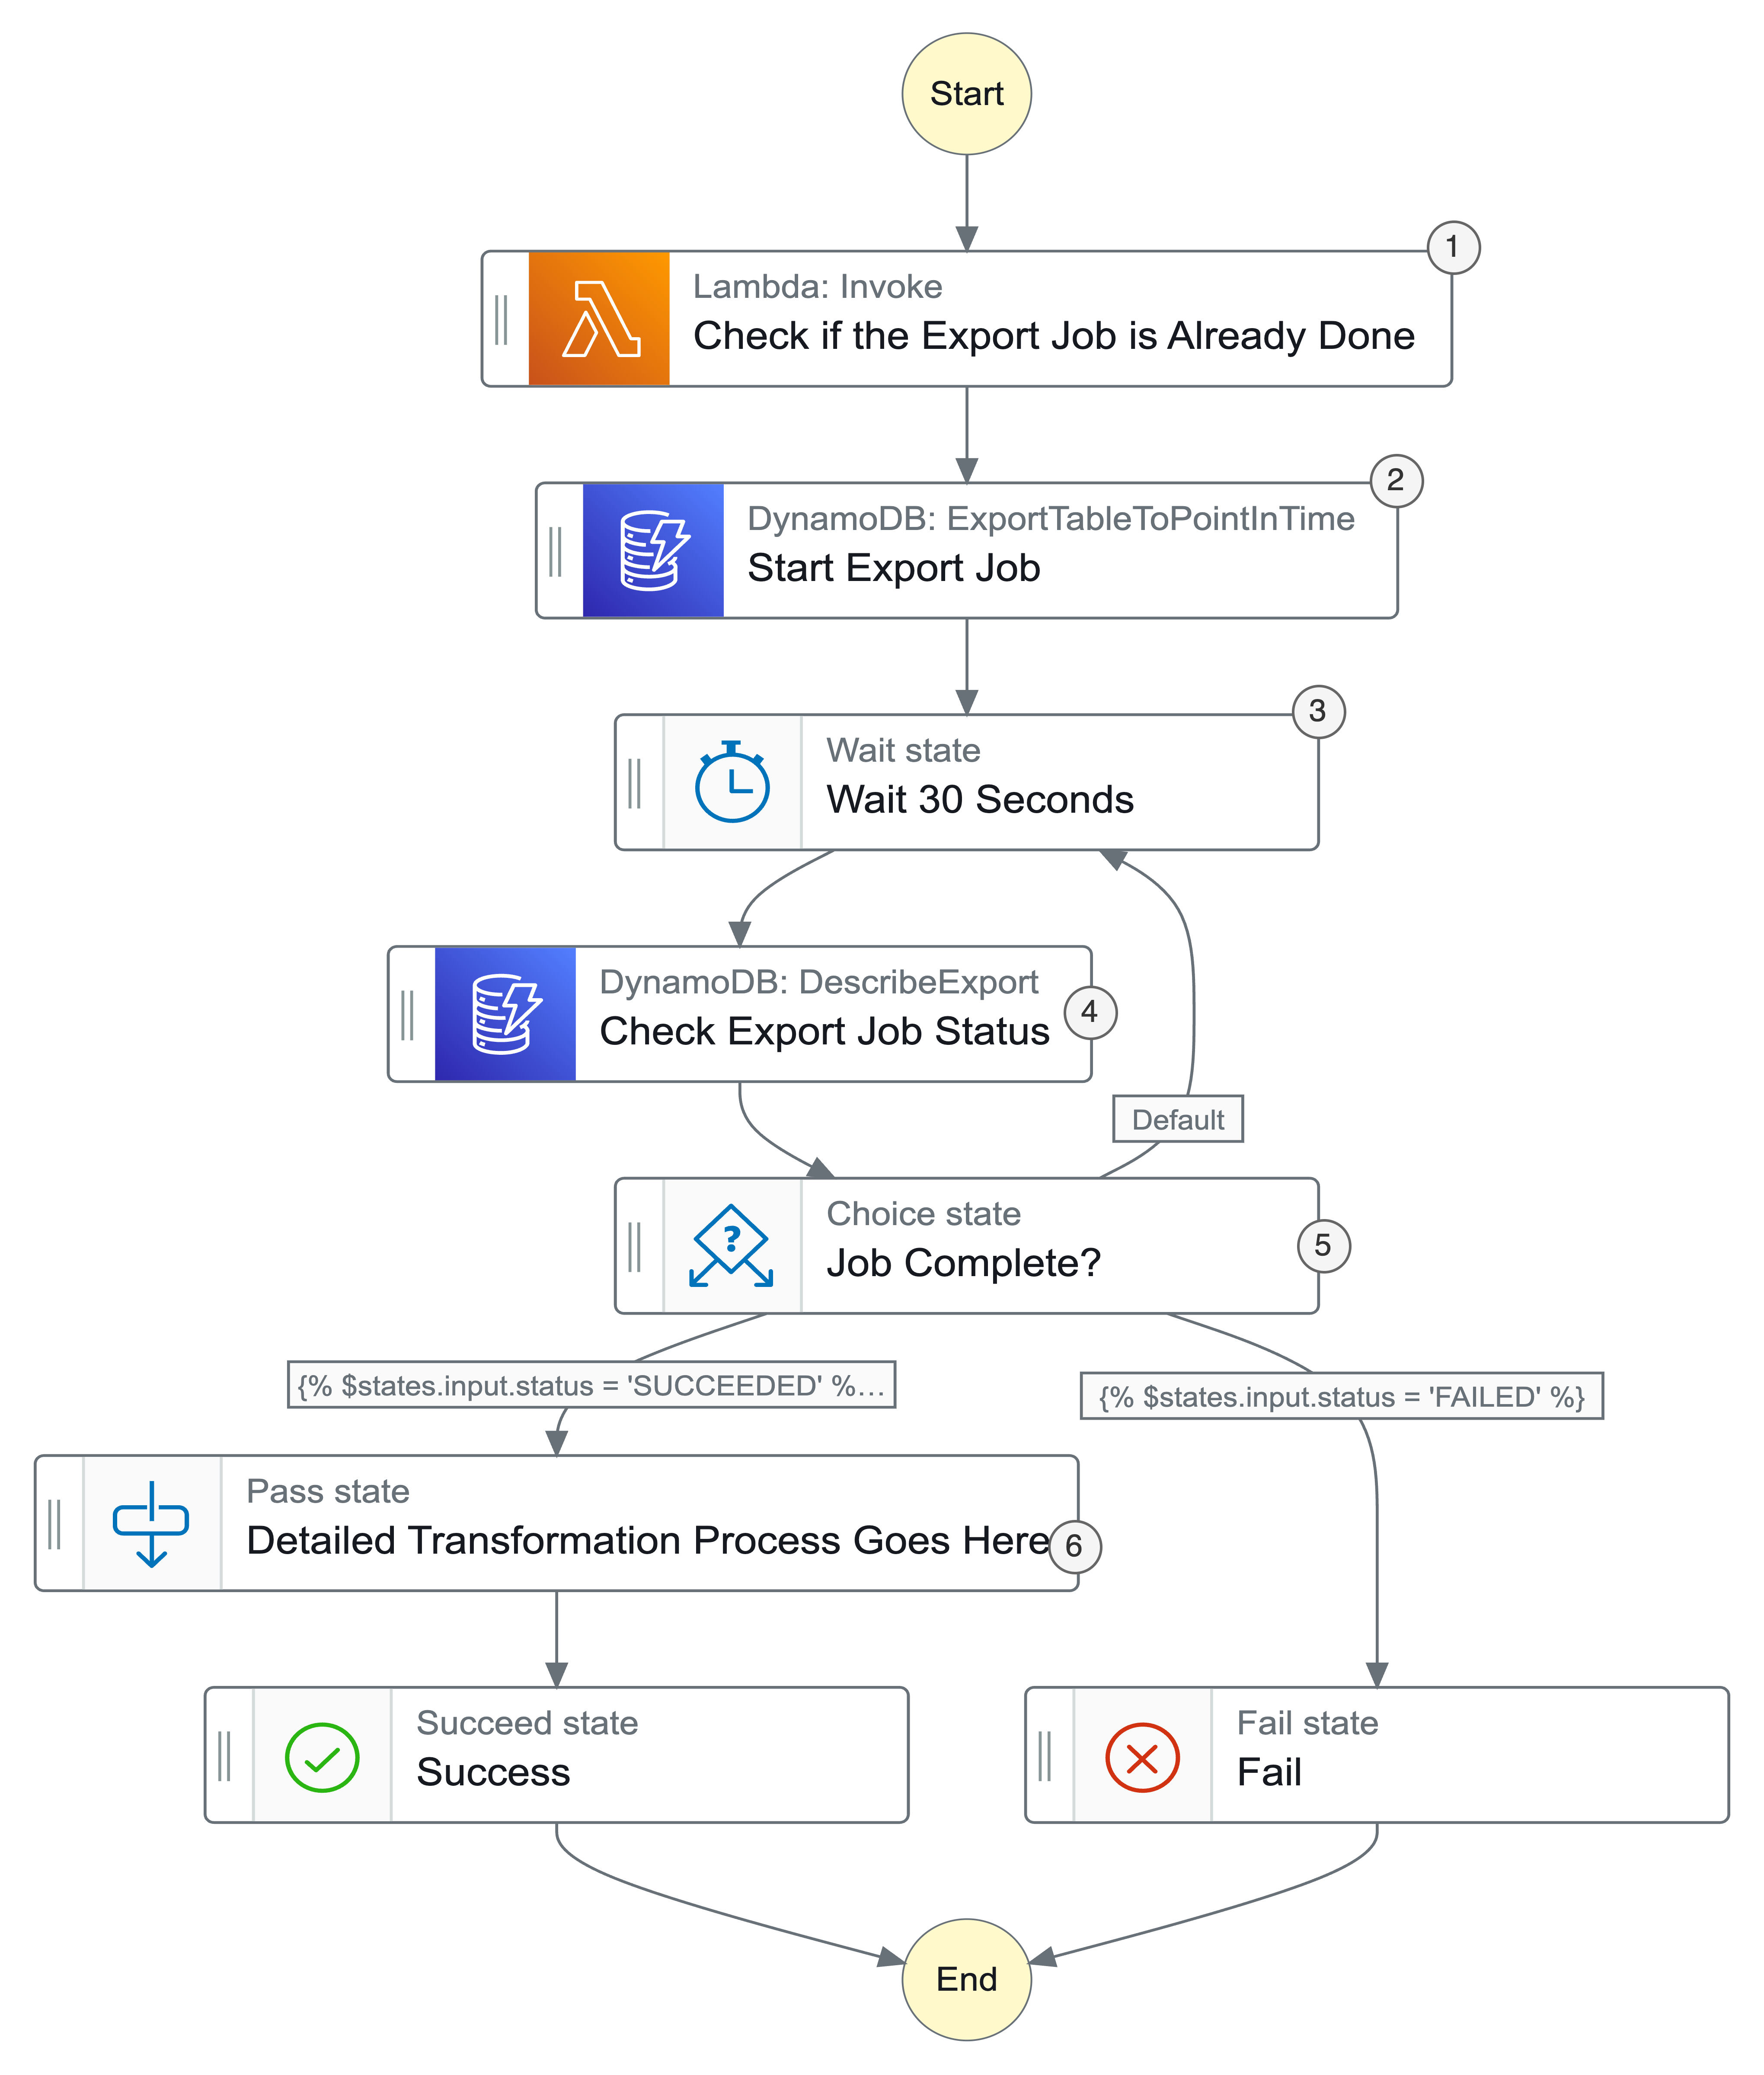 Start
1
Lambda: Invoke
Check if the Export Job is Already Done
2
DynamoDB: ExportTableToPointInTime
Start Export Job
3
Wait state
Wait 30 Seconds
DynamoDB: DescribeExport
Check Export Job Status
4
Default
Choice state
Job Complete?
5
{% $states.input.status = 'SUCCEEDED' %...
{% $states.input.status = 'FAILED' %}
Pass state
Detailed Transformation Process Goes Here
6
Succeed state
Success
Fail state
Fail
End